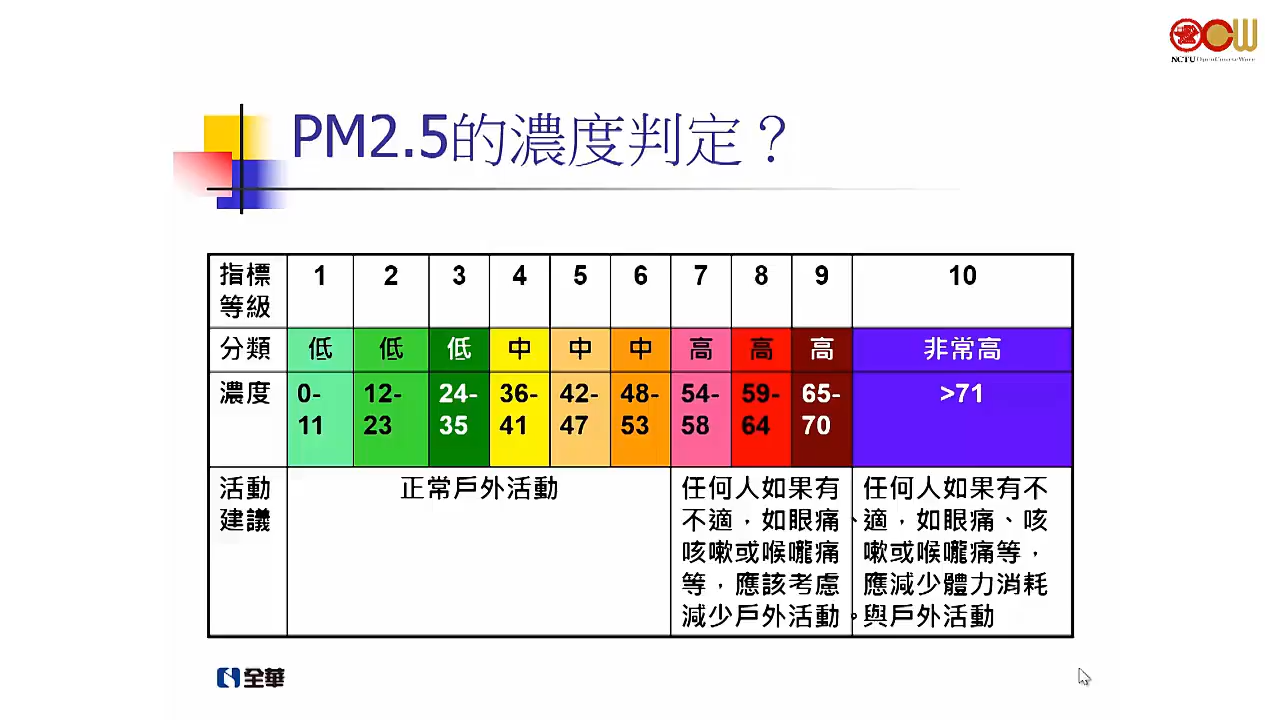 NCTU OpenCourseWare
PM2.5的濃度判定？
指標等級 1 2 3 4 5 6 7 8 9 10
分類 低 低 低 中 中 中 高 高 高 非常高
濃度 0-11 12-23 24-35 36-41 42-47 48-53 54-58 59-64 65-70 >71
活動建議
正常戶外活動
任何人如果有
不適，如眼痛、
咳嗽或喉嚨痛
等，應該考慮
減少戶外活動。
任何人如果有不
適，如眼痛、咳
嗽或喉嚨痛等，
應減少體力消耗
與戶外活動
全華